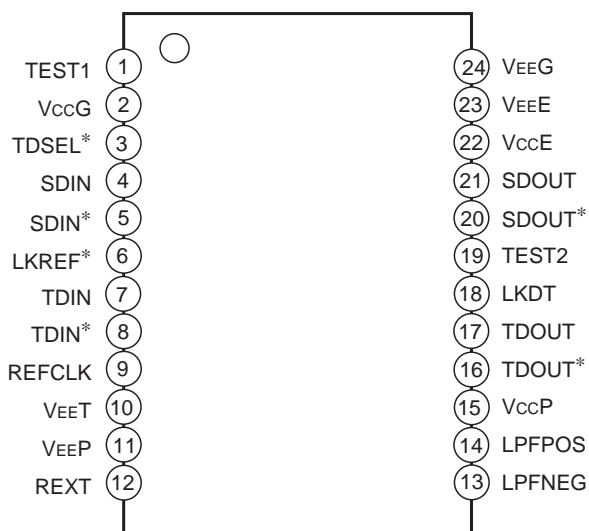 TEST1 1
VccG 2
TDSEL* 3
SDIN 4
SDIN* 5
LKREF* 6
TDIN 7
TDIN* 8
REFCLK 9
VEET 10
VEEP 11
REXT 12
24 VEEG
23 VEEE
22 VccE
21 SDOUT
20 SDOUT*
19 TEST2
18 LKDT
17 TDOUT
16 TDOUT*
15 VccP
14 LPFPOS
13 LPFNEG